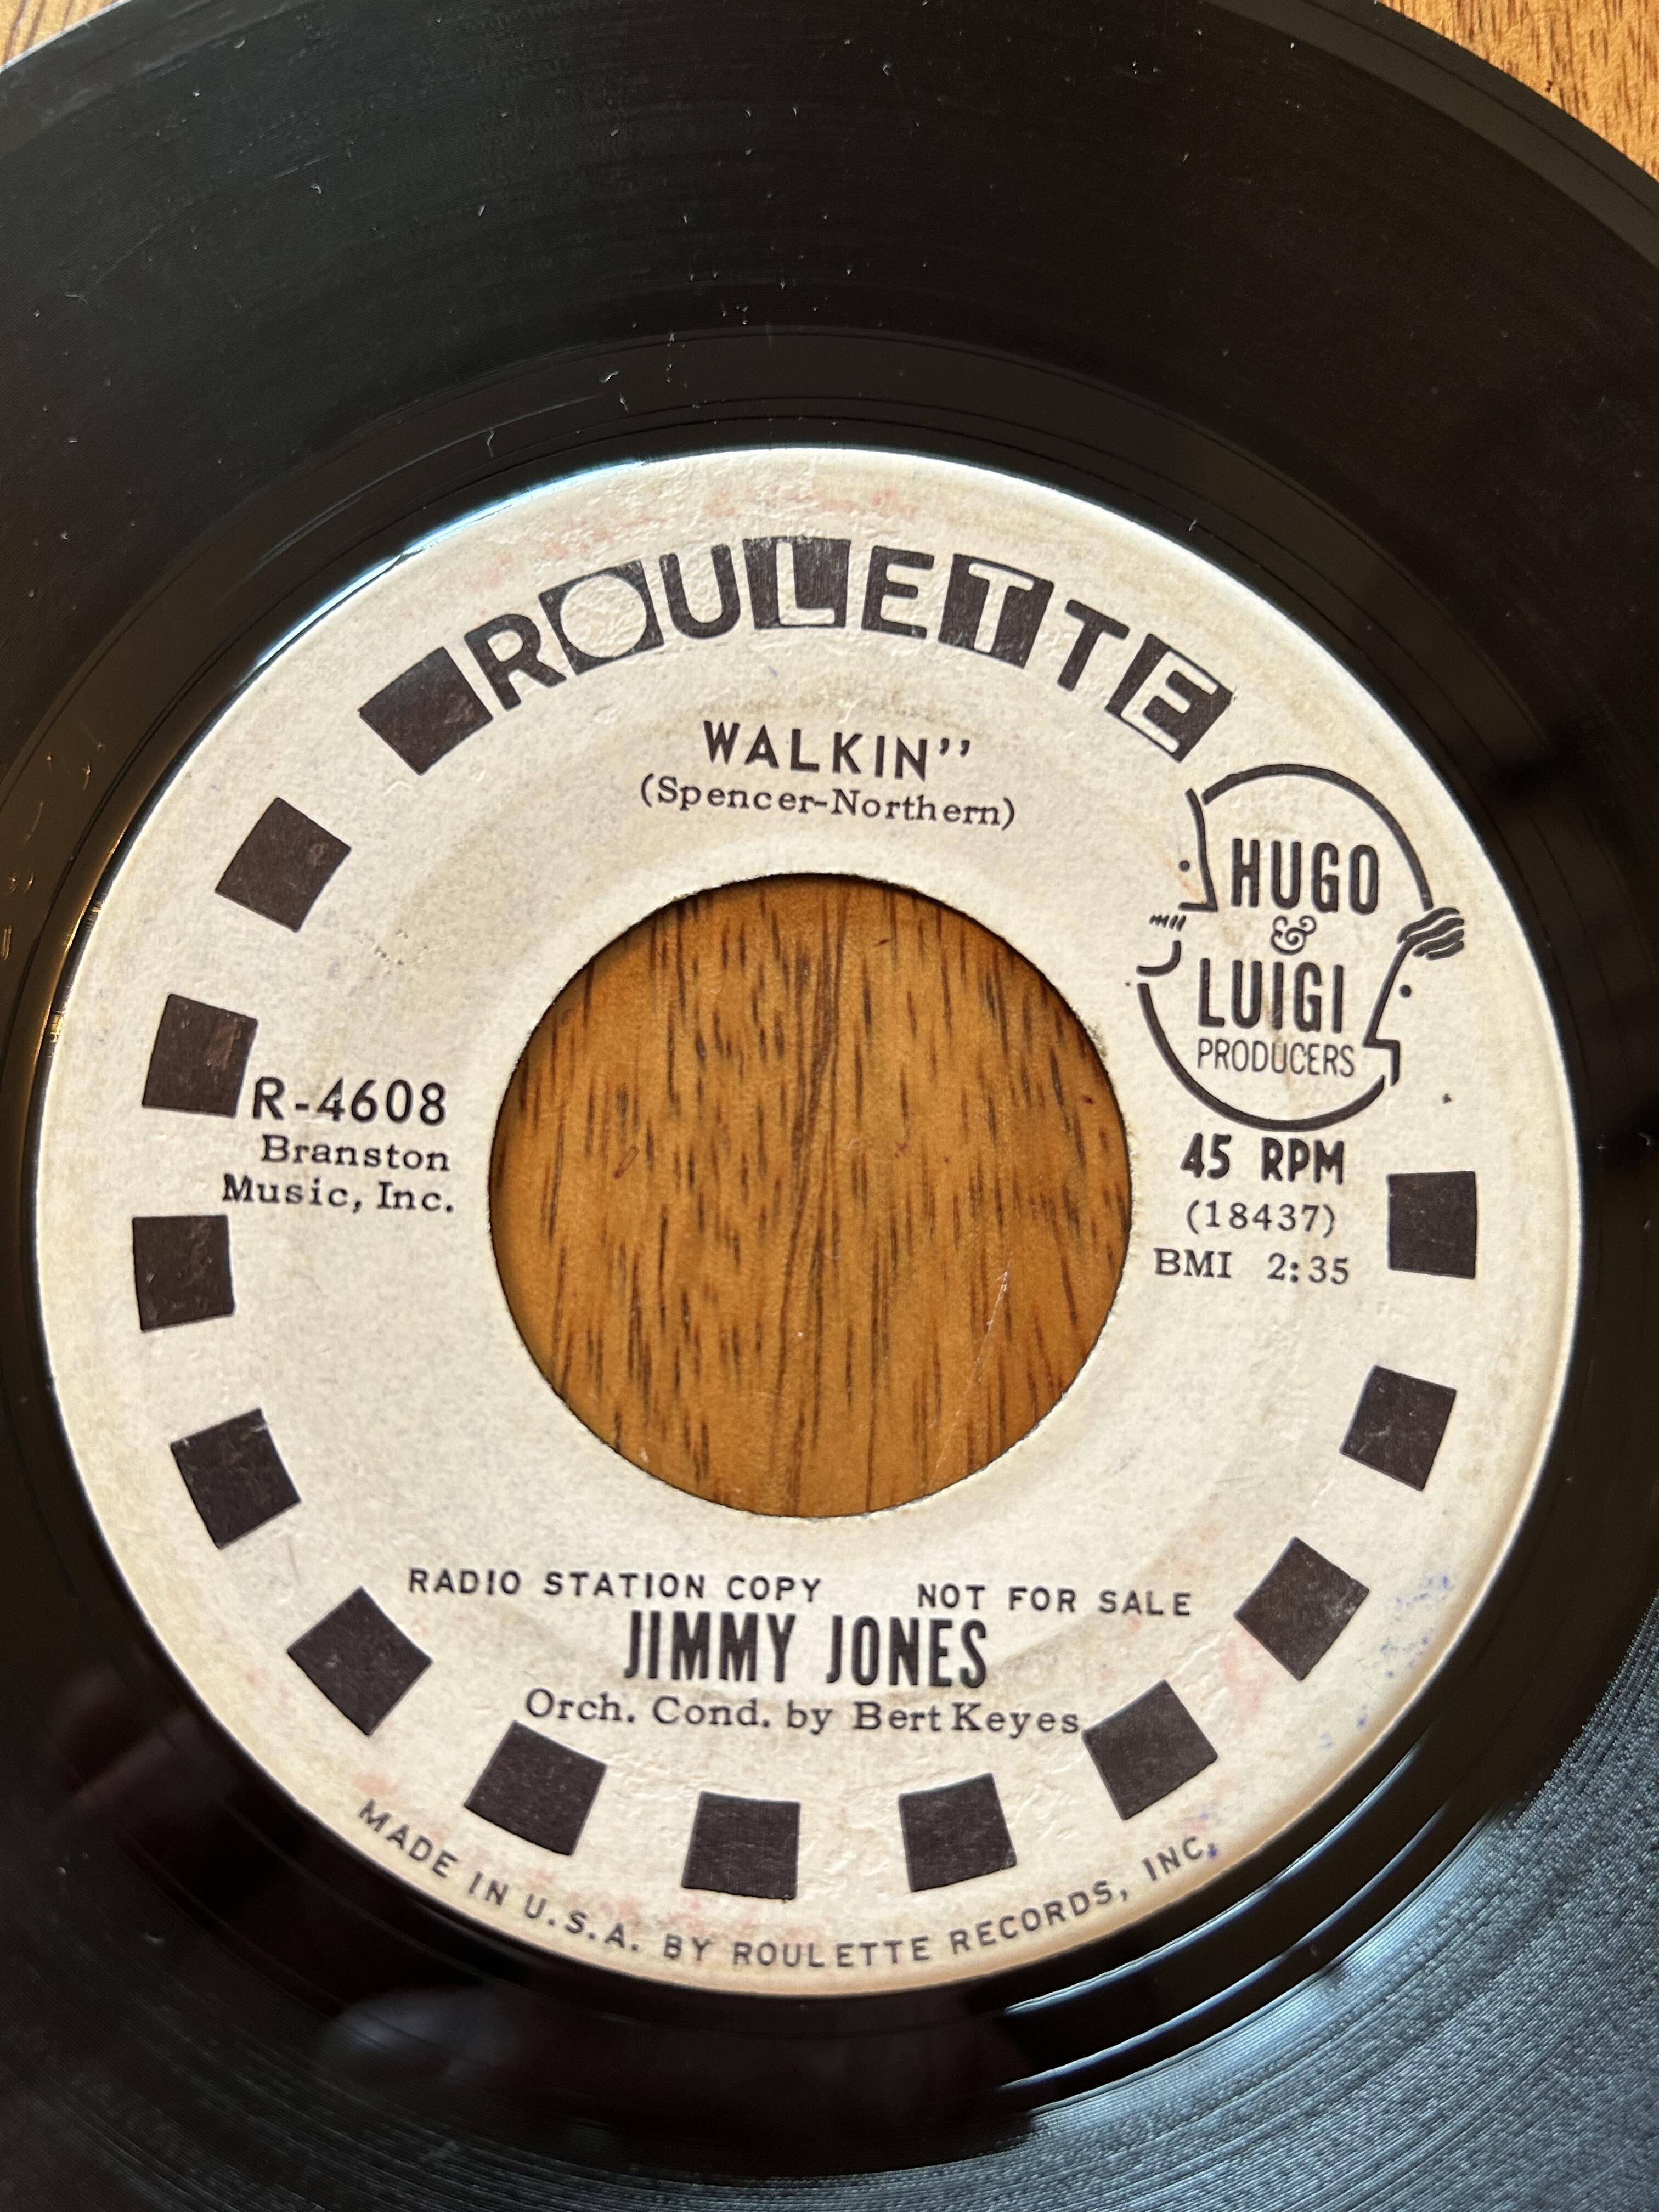 ROULETTE
WALKIN''
(Spencer-Northern)
HUGO
&
LUIGI
PRODUCERS
R-4608
Branston
Music, Inc.
45 RPM
(18437)
BMI 2:35
RADIO STATION COPY NOT FOR SALE
JIMMY JONES
Orch. Cond. by Bert Keyes
MADE IN U.S.A. BY ROULETTE RECORDS, INC.